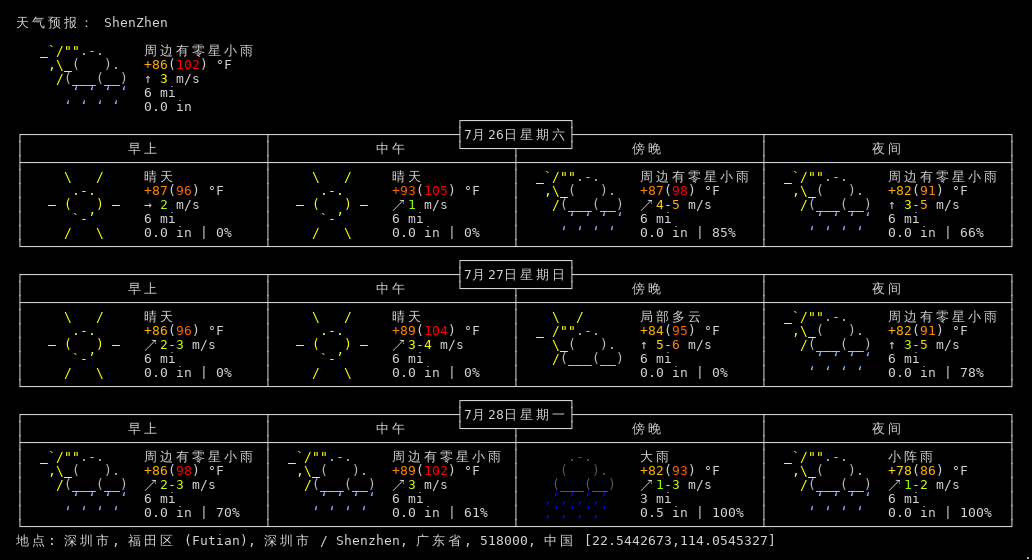 天气预报： ShenZhen
周边有零星小雨
+86(102) °F
↑ 3 m/s
6 mi
0.0 in
7月26日星期六
早上 中午 傍晚 夜间
晴天 晴天 周边有零星小雨 周边有零星小雨
+87(96) °F +93(105) °F +87(98) °F +82(91) °F
→ 2 m/s ↗ 1 m/s ↗ 4-5 m/s ↑ 3-5 m/s
6 mi 6 mi 6 mi 6 mi
0.0 in | 0% 0.0 in | 0% 0.0 in | 85% 0.0 in | 66%
7月27日星期日
早上 中午 傍晚 夜间
晴天 晴天 局部多云 周边有零星小雨
+86(96) °F +89(104) °F +84(95) °F +82(91) °F
↗ 2-3 m/s ↗ 3-4 m/s ↑ 5-6 m/s ↑ 3-5 m/s
6 mi 6 mi 6 mi 6 mi
0.0 in | 0% 0.0 in | 0% 0.0 in | 0% 0.0 in | 78%
7月28日星期一
早上 中午 傍晚 夜间
周边有零星小雨 周边有零星小雨 大雨 小阵雨
+86(98) °F +89(102) °F +82(93) °F +78(86) °F
↗ 2-3 m/s ↗ 3 m/s ↗ 1-3 m/s ↗ 1-2 m/s
6 mi 6 mi 3 mi 6 mi
0.0 in | 70% 0.0 in | 61% 0.5 in | 100% 0.0 in | 100%
地点: 深圳市, 福田区 (Futian), 深圳市 / Shenzhen, 广东省, 518000, 中国 [22.5442673,114.0545327]